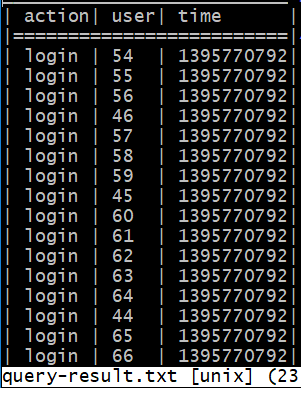 | action| user| time      |
|=========================|
| login | 54  | 1395770792|
| login | 55  | 1395770792|
| login | 56  | 1395770792|
| login | 46  | 1395770792|
| login | 57  | 1395770792|
| login | 58  | 1395770792|
| login | 59  | 1395770792|
| login | 45  | 1395770792|
| login | 60  | 1395770792|
| login | 61  | 1395770792|
| login | 62  | 1395770792|
| login | 63  | 1395770792|
| login | 64  | 1395770792|
| login | 44  | 1395770792|
| login | 65  | 1395770792|
| login | 66  | 1395770792|
query-result.txt [unix] (23